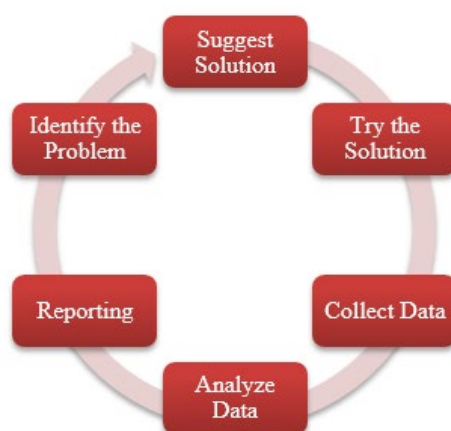 Suggest
Solution
Identify the
Problem
Try the
Solution
Reporting
Collect Data
Analyze
Data